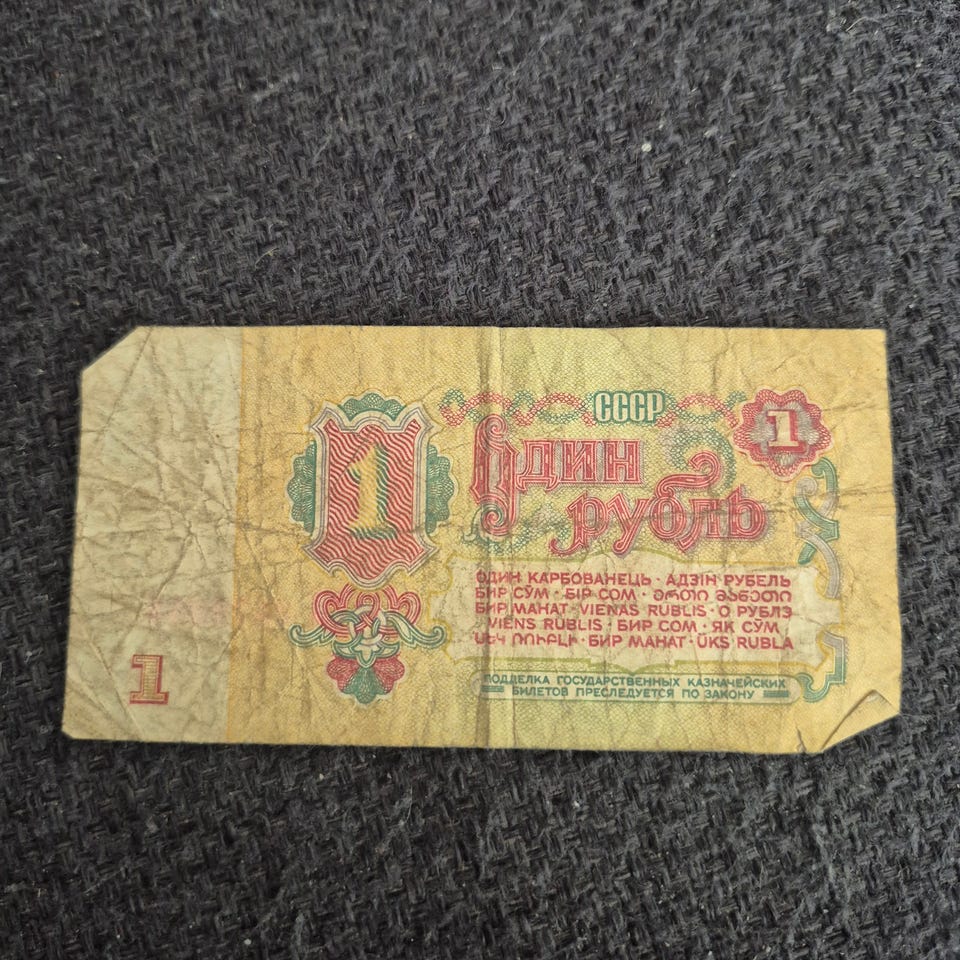 СССР
1
1
Один
рубль
ОДИН КАРБОВАНЕЦЬ · АДЗІН РУБЕЛЬ
БИР СЎМ · БІР СОМ · ᲔᲠᲗᲘ ᲛᲐᲜᲔᲗᲘ
БИР МАНАТ · VIENAS RUBLIS · О РУБЛЭ
VIENS RUBLIS · БИР СОМ · ЯК СӮМ
ՄԵԿ ՌՈՒԲԼԻ · БИР МАНАТ · ÜKS RUBLA
ПОДДЕЛКА ГОСУДАРСТВЕННЫХ КАЗНАЧЕЙСКИХ
БИЛЕТОВ ПРЕСЛЕДУЕТСЯ ПО ЗАКОНУ
1